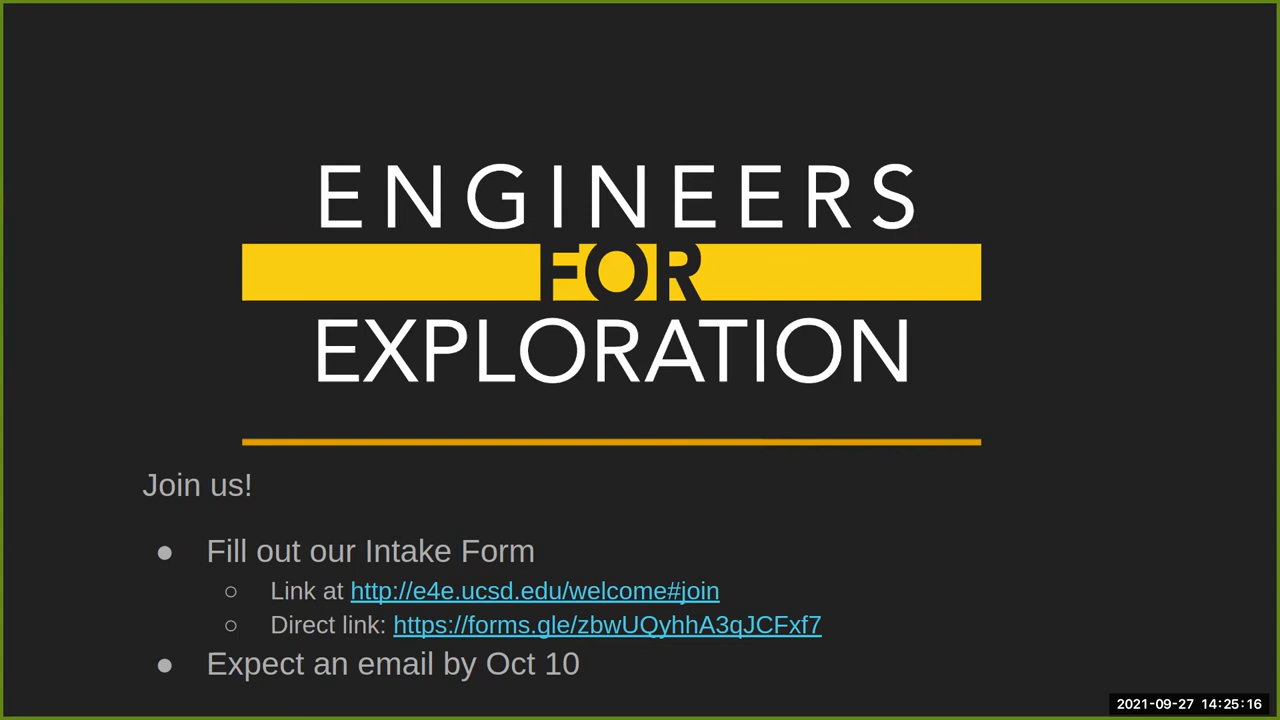 ENGINEERS
FOR
EXPLORATION
Join us!
● Fill out our Intake Form
○ Link at http://e4e.ucsd.edu/welcome#join
○ Direct link: https://forms.gle/zbwUQyhhA3qJCFxf7
● Expect an email by Oct 10
2021-09-27 14:25:16